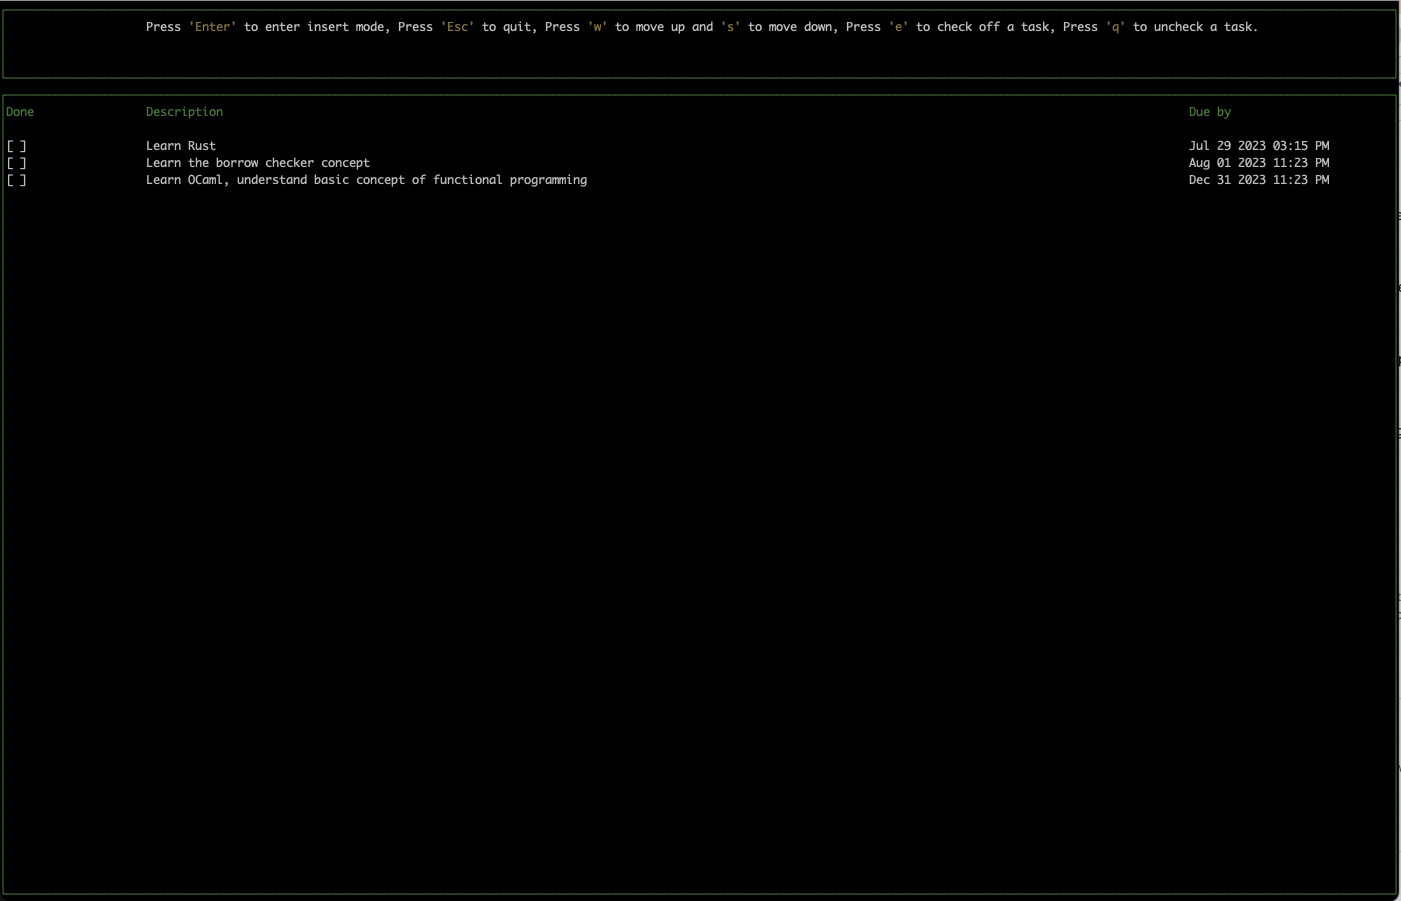 Press 'Enter' to enter insert mode, Press 'Esc' to quit, Press 'w' to move up and 's' to move down, Press 'e' to check off a task, Press 'q' to uncheck a task.
Done Description Due by
[ ] Learn Rust Jul 29 2023 03:15 PM
[ ] Learn the borrow checker concept Aug 01 2023 11:23 PM
[ ] Learn OCaml, understand basic concept of functional programming Dec 31 2023 11:23 PM